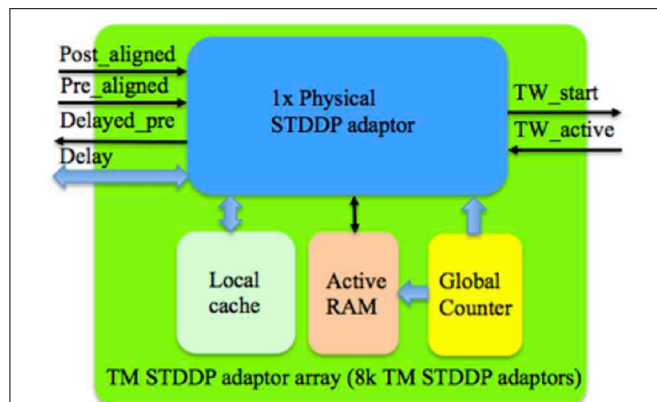 Post_aligned
Pre_aligned
Delayed_pre
Delay
1x Physical
STDDP adaptor
TW_start
TW_active
Local
cache
Active
RAM
Global
Counter
TM STDDP adaptor array (8k TM STDDP adaptors)